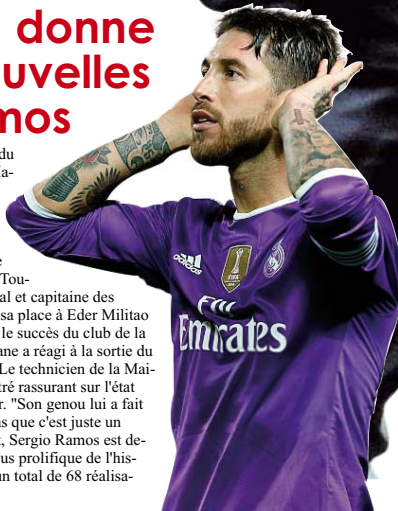 donne
uvelles
mos
du
a-
e
Tou-
al et capitaine des
sa place à Eder Militao
le succès du club de la
ane a réagi à la sortie du
Le technicien de la Mai-
tré rassurant sur l'état
r. "Son genou lui a fait
s que c'est juste un
, Sergio Ramos est de-
us prolifique de l'his-
un total de 68 réalisa-
adidas
Fly
Emirates